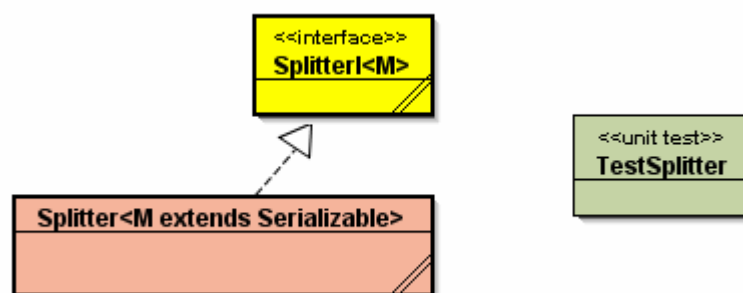 <<interface>>
SplitterI<M>
<<unit test>>
TestSplitter
Splitter<M extends Serializable>